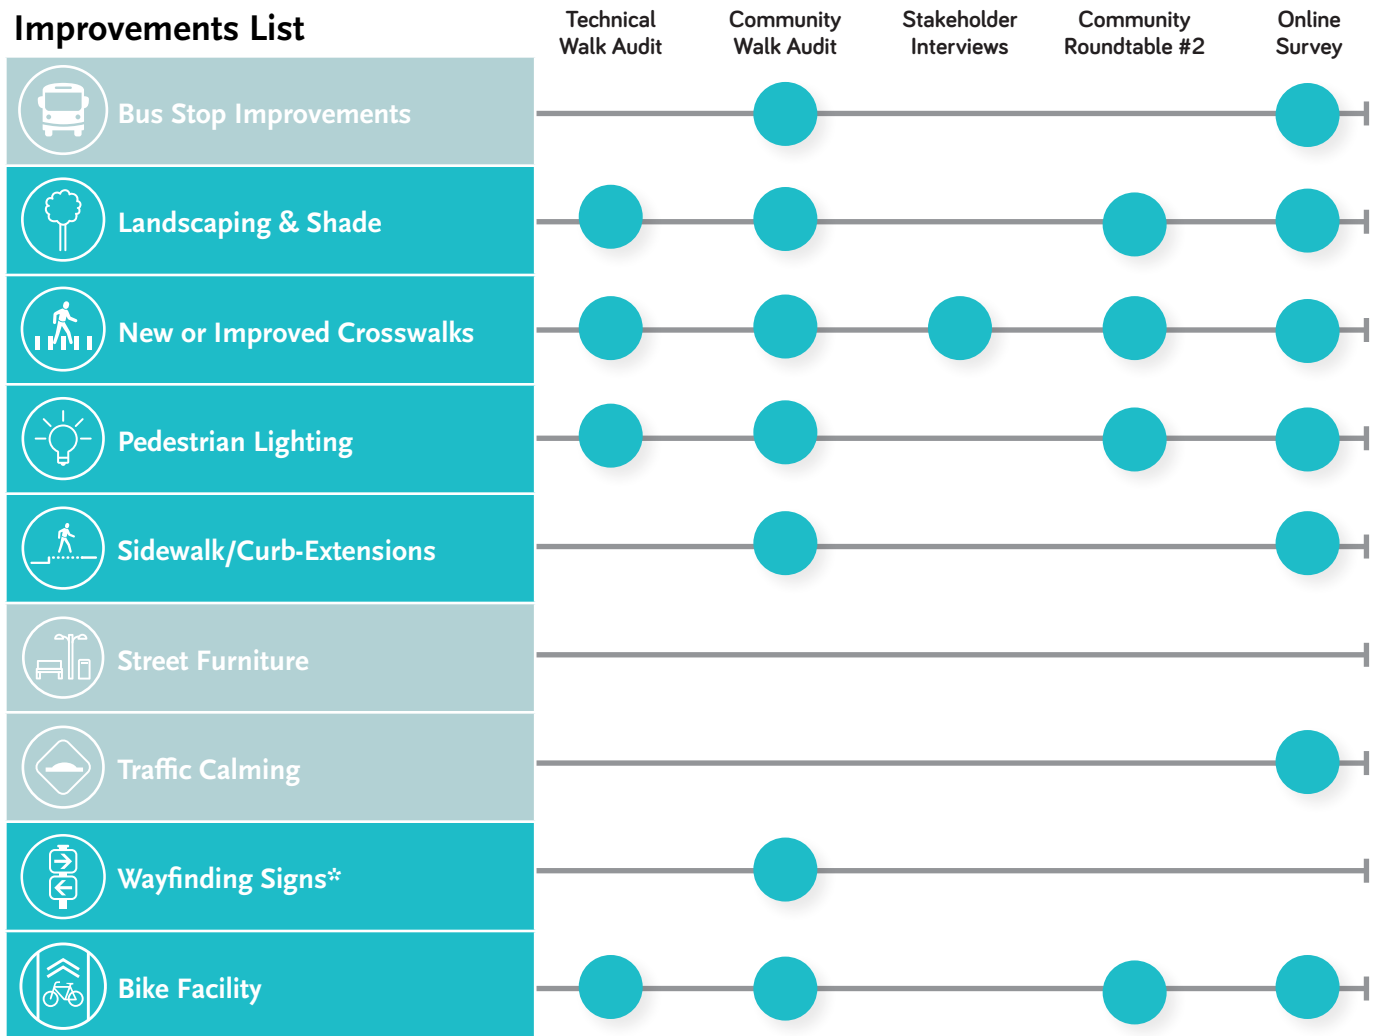 Improvements List
Technical
Walk Audit
Community
Walk Audit
Stakeholder
Interviews
Community
Roundtable #2
Online
Survey
Bus Stop Improvements
Landscaping & Shade
New or Improved Crosswalks
Pedestrian Lighting
Sidewalk/Curb-Extensions
Street Furniture
Traffic Calming
Wayfinding Signs*
Bike Facility